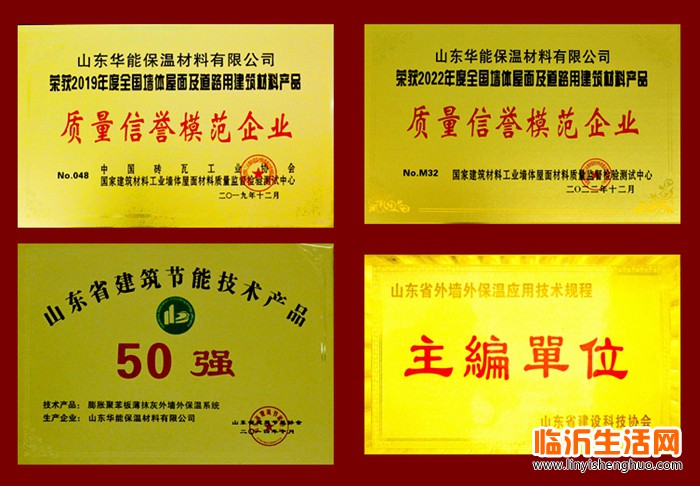 山东华能保温材料有限公司
荣获2019年度全国墙体屋面及道路用建筑材料产品
质量信誉模范企业
No.048
中国砖瓦工业协会
国家建筑材料工业墙体屋面材料质量监督检验测试中心
二〇一九年十二月
山东华能保温材料有限公司
荣获2022年度全国墙体屋面及道路用建筑材料产品
质量信誉模范企业
No.M32
国家建筑材料工业墙体屋面材料质量监督检验测试中心
二〇二二年十二月
山东省建筑节能技术产品
50强
技术产品：膨胀聚苯板薄抹灰外墙外保温系统
生产企业：山东华能保温材料有限公司
山东省外墙外保温应用技术规程
主編單位
山东省建设科技协会
临沂生活网
www.linyishenghuo.com